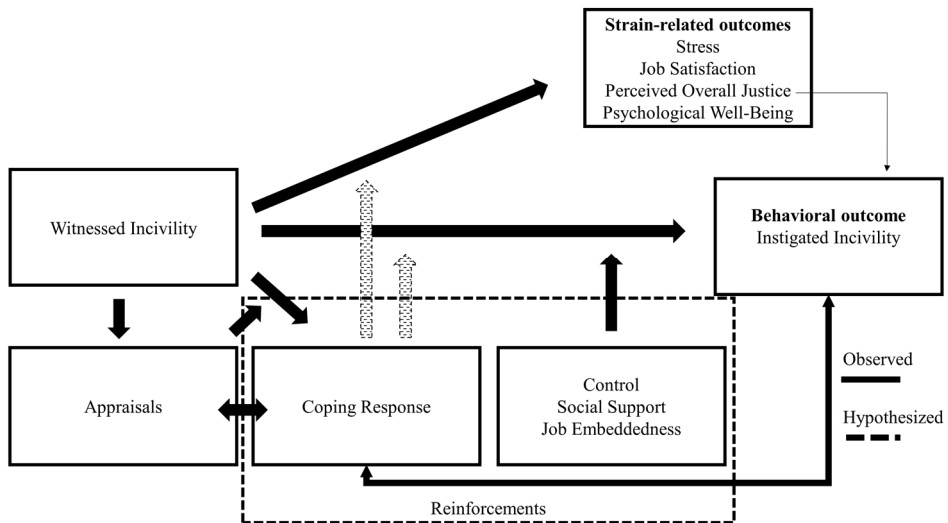 Strain-related outcomes
Stress
Job Satisfaction
Perceived Overall Justice
Psychological Well-Being
Witnessed Incivility
Behavioral outcome
Instigated Incivility
Appraisals
Coping Response
Control
Social Support
Job Embeddedness
Observed
Hypothesized
Reinforcements